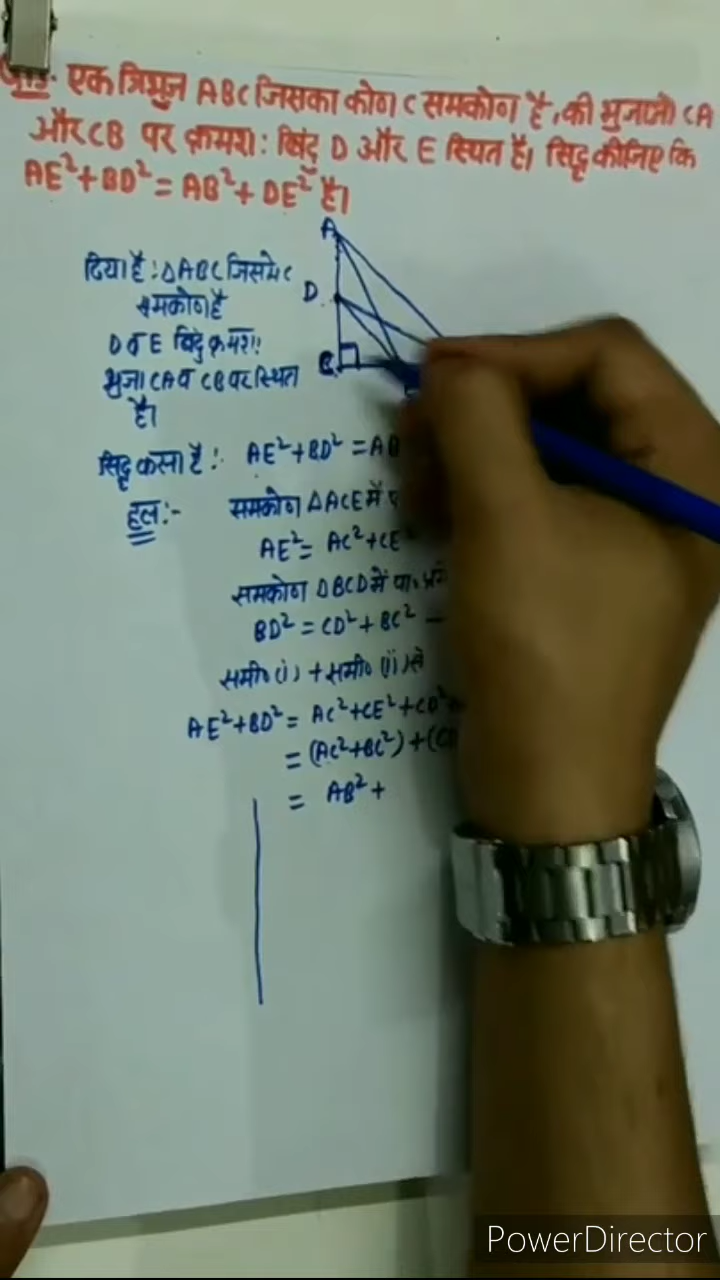 एक त्रिभुज ABC जिसका कोण C समकोण है, की भुजाओं CA
और CB पर क्रमशः बिंदु D और E स्थित है। सिद्ध कीजिए कि
AE²+BD² = AB²+DE² है।
A
दिया है: ΔABC जिसमे C
समकोण है
D
D व E बिंदु क्रमशः
भुजा CA व CB पर स्थित
है।
C
सिद्ध करना है: AE²+BD² = AB
हल:- समकोण ΔACE में
AE² = AC²+CE
समकोण ΔBCD में पा.
BD² = CD²+BC² -
समी० (i) + समी० (ii) से
AE²+BD² = AC²+CE²+CD²
= (AC²+BC²)+(CD
= AB²+
PowerDirector